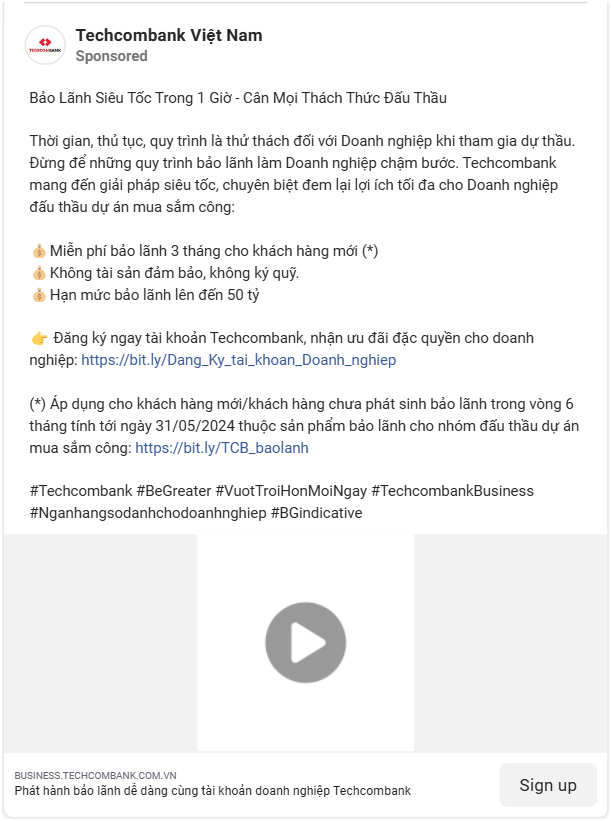 Techcombank Việt Nam
Sponsored
TECHCOMBANK
Bảo Lãnh Siêu Tốc Trong 1 Giờ - Cân Mọi Thách Thức Đấu Thầu
Thời gian, thủ tục, quy trình là thử thách đối với Doanh nghiệp khi tham gia dự thầu.
Đừng để những quy trình bảo lãnh làm Doanh nghiệp chậm bước. Techcombank
mang đến giải pháp siêu tốc, chuyên biệt đem lại lợi ích tối đa cho Doanh nghiệp
đấu thầu dự án mua sắm công:
💰Miễn phí bảo lãnh 3 tháng cho khách hàng mới (*)
💰Không tài sản đảm bảo, không ký quỹ.
💰Hạn mức bảo lãnh lên đến 50 tỷ
👉 Đăng ký ngay tài khoản Techcombank, nhận ưu đãi đặc quyền cho doanh
nghiệp: https://bit.ly/Dang_Ky_tai_khoan_Doanh_nghiep
(*) Áp dụng cho khách hàng mới/khách hàng chưa phát sinh bảo lãnh trong vòng 6
tháng tính tới ngày 31/05/2024 thuộc sản phẩm bảo lãnh cho nhóm đấu thầu dự án
mua sắm công: https://bit.ly/TCB_baolanh
#Techcombank #BeGreater #VuotTroiHonMoiNgay #TechcombankBusiness
#Nganhangsodanhchodoanhnghiep #BGindicative
BUSINESS.TECHCOMBANK.COM.VN
Phát hành bảo lãnh dễ dàng cùng tài khoản doanh nghiệp Techcombank
Sign up